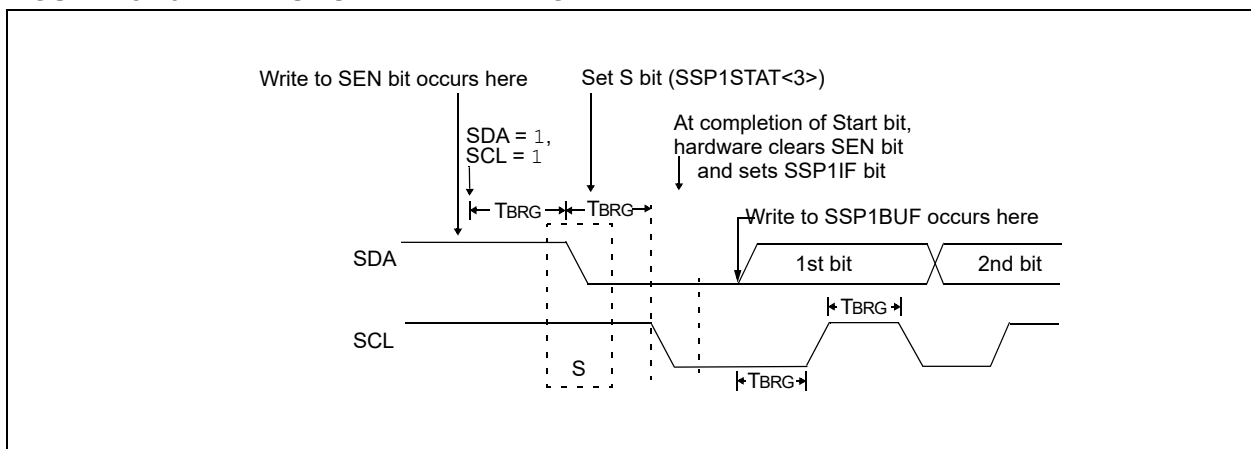 Write to SEN bit occurs here
Set S bit (SSP1STAT<3>)
SDA = 1,
SCL = 1
At completion of Start bit,
hardware clears SEN bit
and sets SSP1IF bit
TBRG
TBRG
Write to SSP1BUF occurs here
SDA
1st bit
2nd bit
TBRG
SCL
S
TBRG